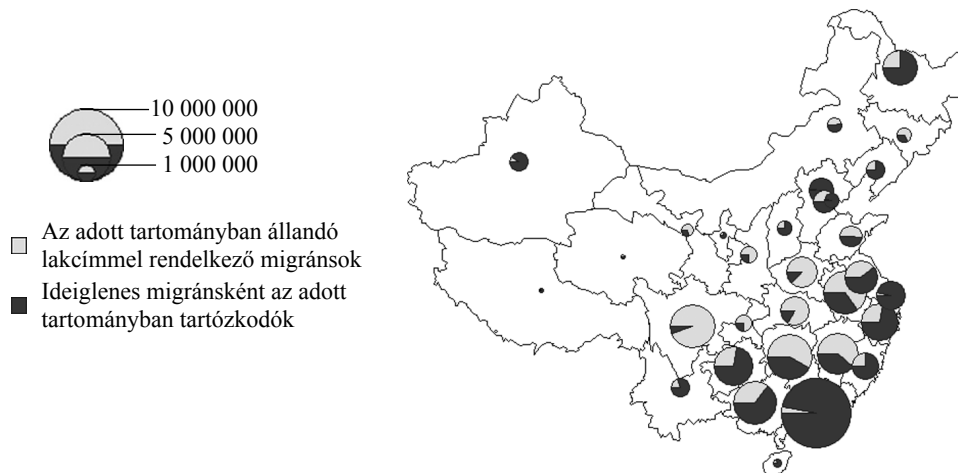 10 000 000
5 000 000
1 000 000
Az adott tartományban állandó
lakcímmel rendelkező migránsok
Ideiglenes migránsként az adott
tartományban tartózkodók